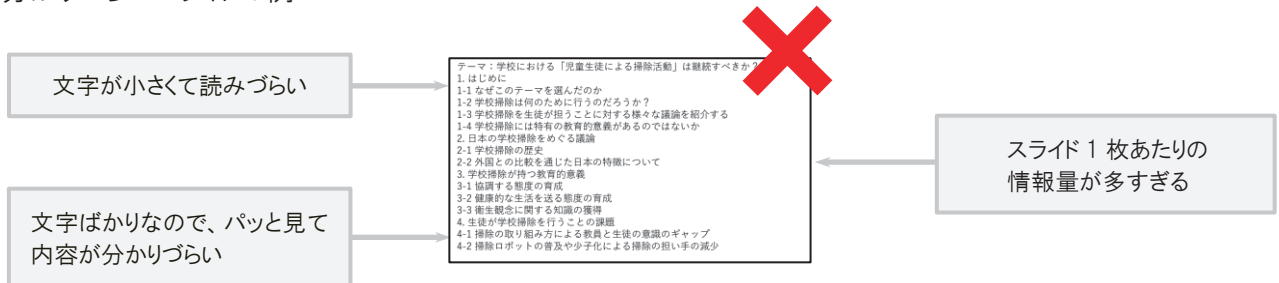 文字が小さくて読みづらい
文字ばかりなので、パッと見て
内容が分かりづらい
テーマ：学校における「児童生徒による掃除活動」は継続すべきか？
1. はじめに
1-1 なぜこのテーマを選んだのか
1-2 学校掃除は何のために行うのだろうか？
1-3 学校掃除を生徒が担うことに対する様々な議論を紹介する
1-4 学校掃除には特有の教育的意義があるのではないか
2. 日本の学校掃除をめぐる議論
2-1 学校掃除の歴史
2-2 外国との比較を通じた日本の特徴について
3. 学校掃除が持つ教育的意義
3-1 協調する態度の育成
3-2 健康的な生活を送る態度の育成
3-3 衛生観念に関する知識の獲得
4. 生徒が学校掃除を行うことの課題
4-1 掃除の取り組み方による教員と生徒の意識のギャップ
4-2 掃除ロボットの普及や少子化による掃除の担い手の減少
スライド 1 枚あたりの
情報量が多すぎる